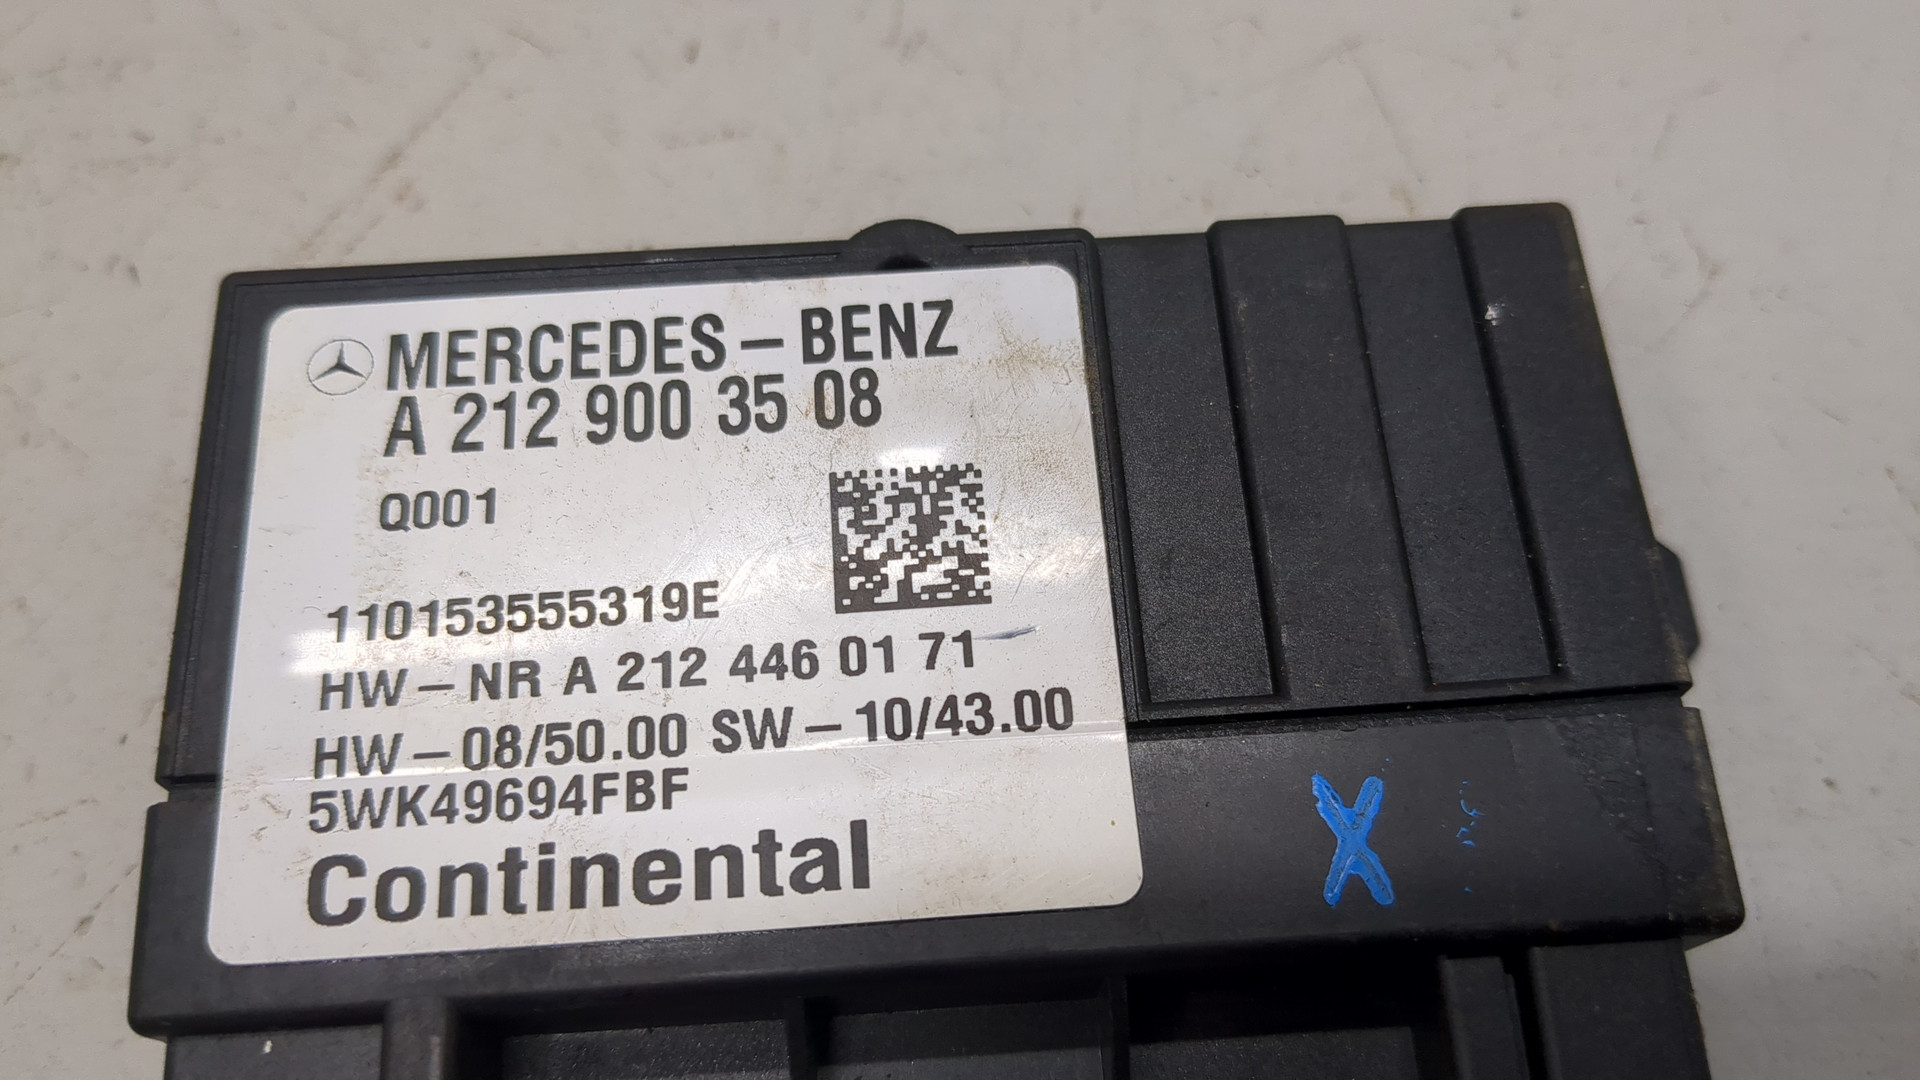 MERCEDES-BENZ
A 212 900 35 08
Q001
110153555319E
HW-NR A 212 446 01 71
HW-08/50.00 SW-10/43.00
5WK49694FBF
Continental
X